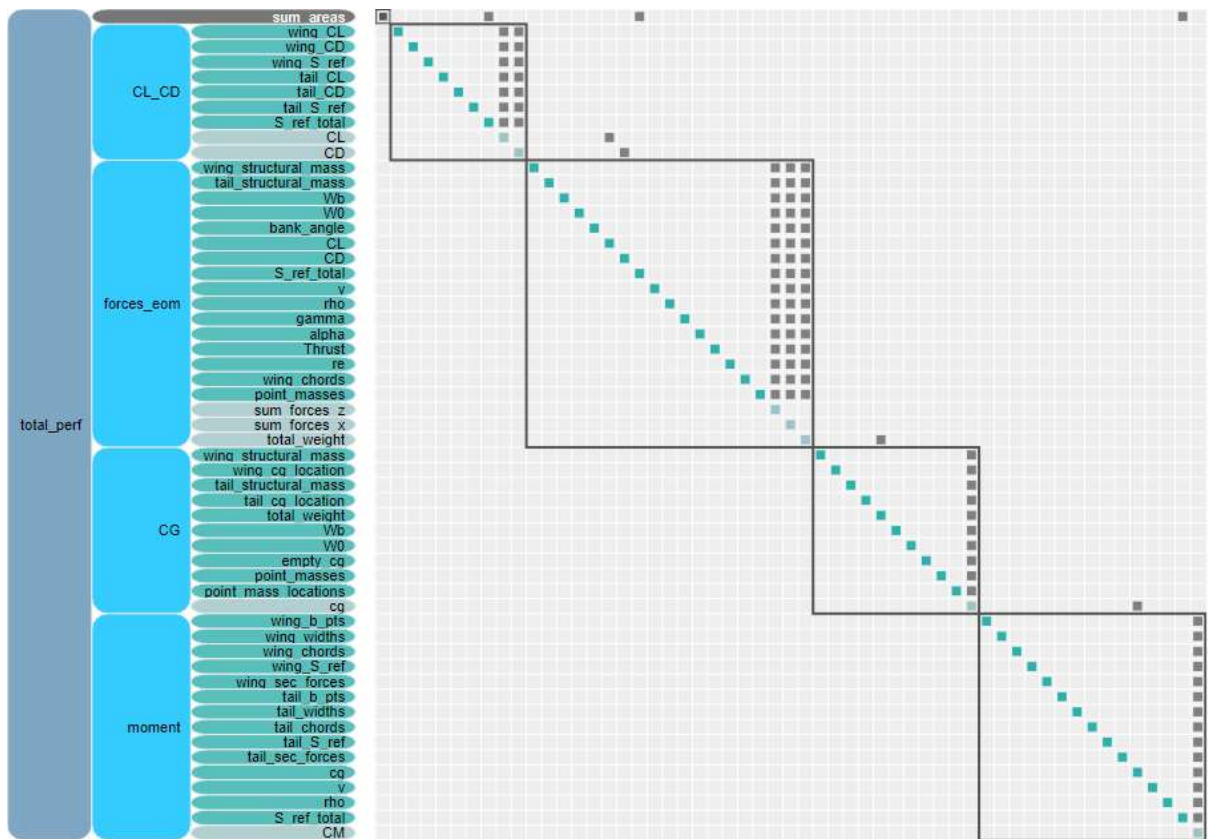 total_perf
sum_areas
CL_CD
wing_CL
wing_CD
wing_S_ref
tail_CL
tail_CD
tail_S_ref
S_ref_total
CL
CD
forces_eom
wing_structural_mass
tail_structural_mass
Wb
W0
bank_angle
CL
CD
S_ref_total
v
rho
gamma
alpha
Thrust
re
wing_chords
point_masses
sum_forces_z
sum_forces_x
total_weight
CG
wing_structural_mass
wing_cg_location
tail_structural_mass
tail_cg_location
total_weight
Wb
W0
empty_cg
point_masses
point_mass_locations
cg
moment
wing_b_pts
wing_widths
wing_chords
wing_S_ref
wing_sec_forces
tail_b_pts
tail_widths
tail_chords
tail_S_ref
tail_sec_forces
cg
v
rho
S_ref_total
CM